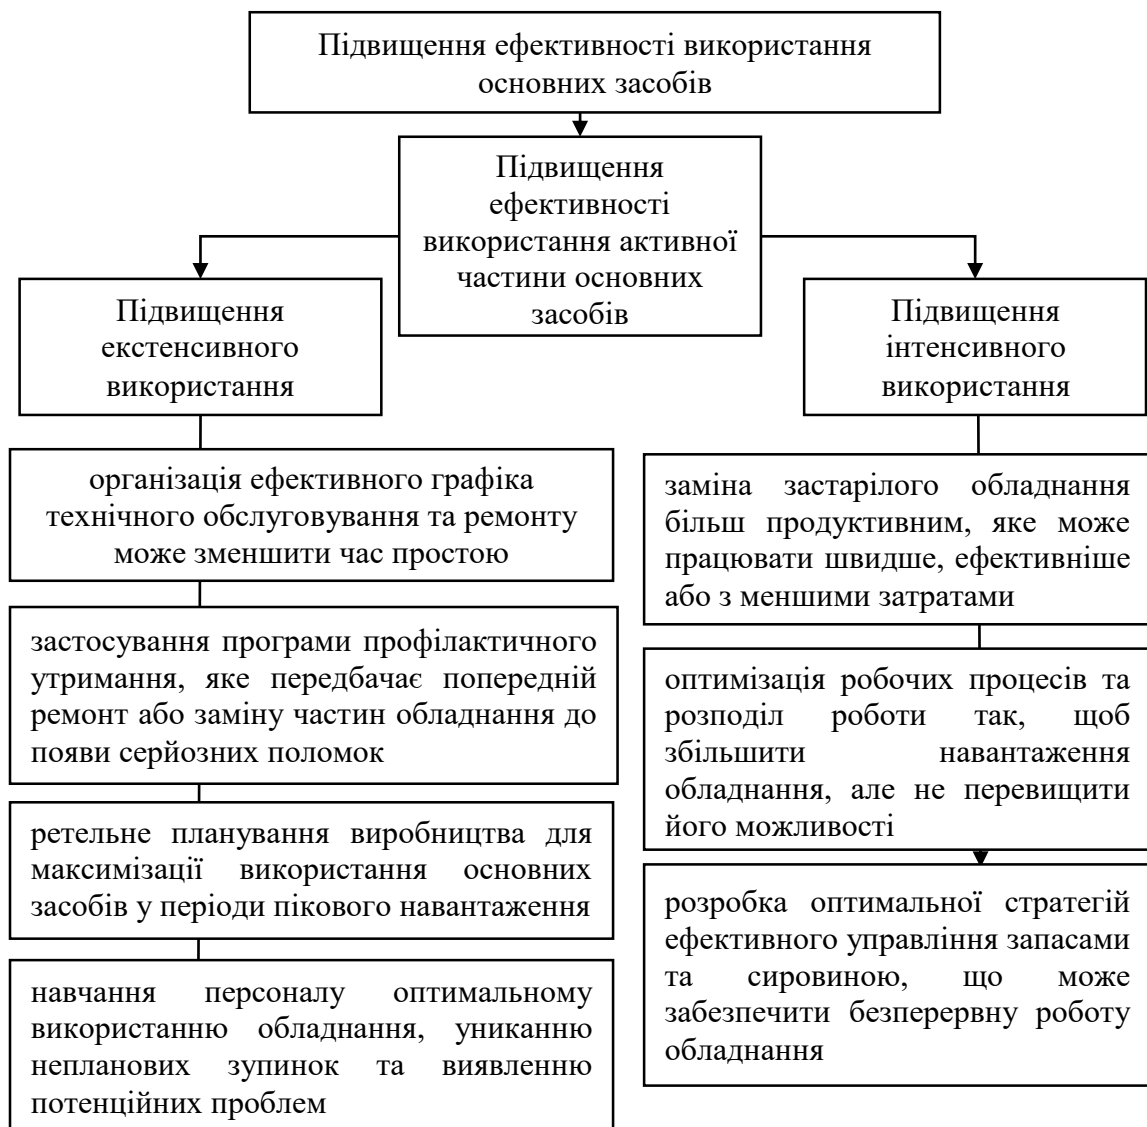 Підвищення ефективності використання
основних засобів
Підвищення
ефективності
використання активної
частини основних
засобів
Підвищення
екстенсивного
використання
Підвищення
інтенсивного
використання
організація ефективного графіка
технічного обслуговування та ремонту
може зменшити час простою
застосування програми профілактичного
утримання, яке передбачає попередній
ремонт або заміну частин обладнання до
появи серйозних поломок
ретельне планування виробництва для
максимізації використання основних
засобів у періоди пікового навантаження
навчання персоналу оптимальному
використанню обладнання, униканню
непланових зупинок та виявленню
потенційних проблем
заміна застарілого обладнання
більш продуктивним, яке може
працювати швидше, ефективніше
або з меншими затратами
оптимізація робочих процесів та
розподіл роботи так, щоб
збільшити навантаження
обладнання, але не перевищити
його можливості
розробка оптимальної стратегій
ефективного управління запасами
та сировиною, що може
забезпечити безперервну роботу
обладнання